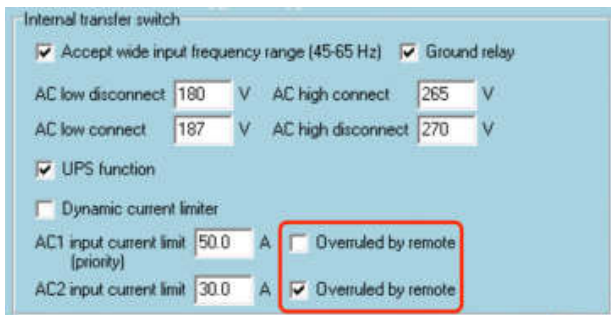 Internal transfer switch
Accept wide input frequency range (45-65 Hz) Ground relay
AC low disconnect 180 V AC high connect 265 V
AC low connect 187 V AC high disconnect 270 V
UPS function
Dynamic current limiter
AC1 input current limit 50.0 A Overruled by remote
(priority)
AC2 input current limit 30.0 A Overruled by remote